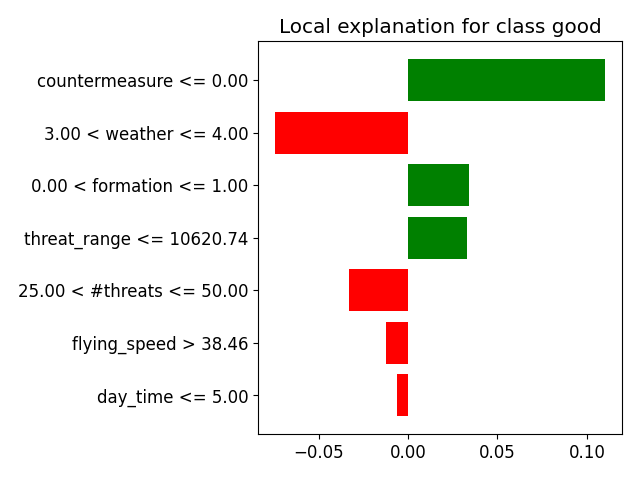 Local explanation for class good
countermeasure <= 0.00
3.00 < weather <= 4.00
0.00 < formation <= 1.00
threat_range <= 10620.74
25.00 < #threats <= 50.00
flying_speed > 38.46
day_time <= 5.00
−0.05 0.00 0.05 0.10